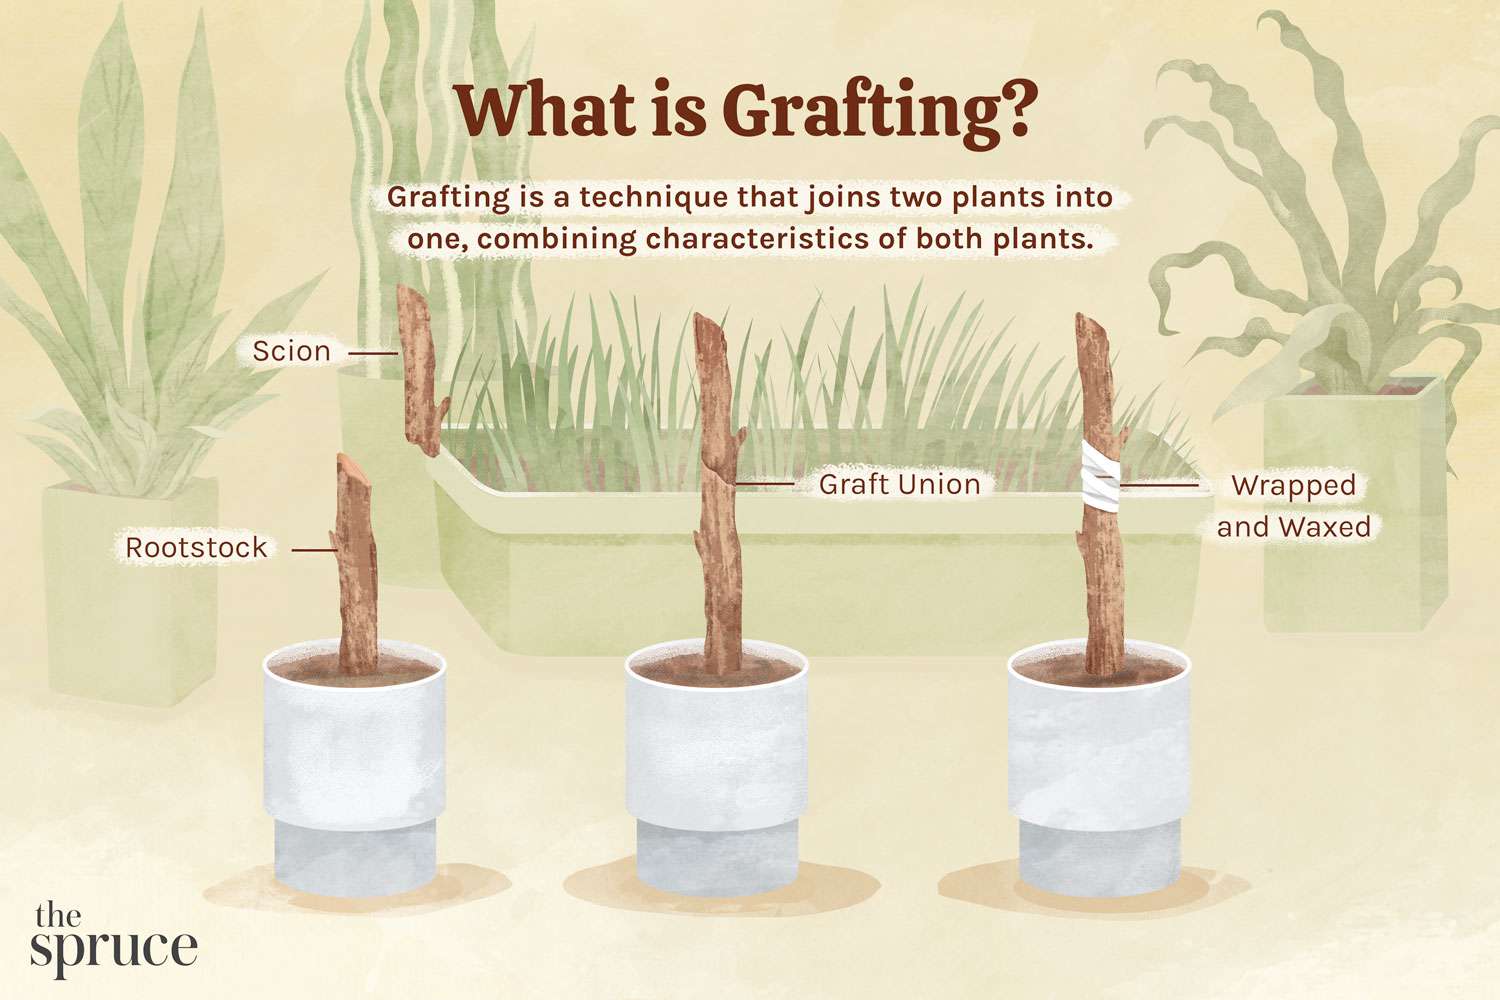 What is Grafting?
Grafting is a technique that joins two plants into
one, combining characteristics of both plants.
Scion
Rootstock
Graft Union
Wrapped
and Waxed
the
spruce